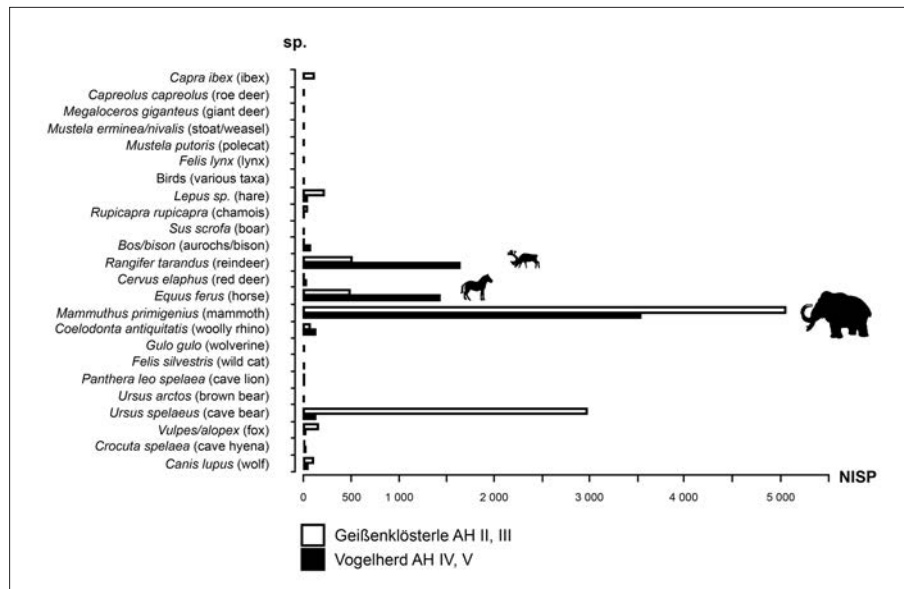 sp.
Capra ibex (ibex)
Capreolus capreolus (roe deer)
Megaloceros giganteus (giant deer)
Mustela erminea/nivalis (stoat/weasel)
Mustela putoris (polecat)
Felis lynx (lynx)
Birds (various taxa)
Lepus sp. (hare)
Rupicapra rupicapra (chamois)
Sus scrofa (boar)
Bos/bison (aurochs/bison)
Rangifer tarandus (reindeer)
Cervus elaphus (red deer)
Equus ferus (horse)
Mammuthus primigenius (mammoth)
Coelodonta antiquitatis (woolly rhino)
Gulo gulo (wolverine)
Felis silvestris (wild cat)
Panthera leo spelaea (cave lion)
Ursus arctos (brown bear)
Ursus spelaeus (cave bear)
Vulpes/alopex (fox)
Crocuta spelaea (cave hyena)
Canis lupus (wolf)
NISP
0 500 1 000 2 000 3 000 4 000 5 000
Geißenklösterle AH II, III
Vogelherd AH IV, V